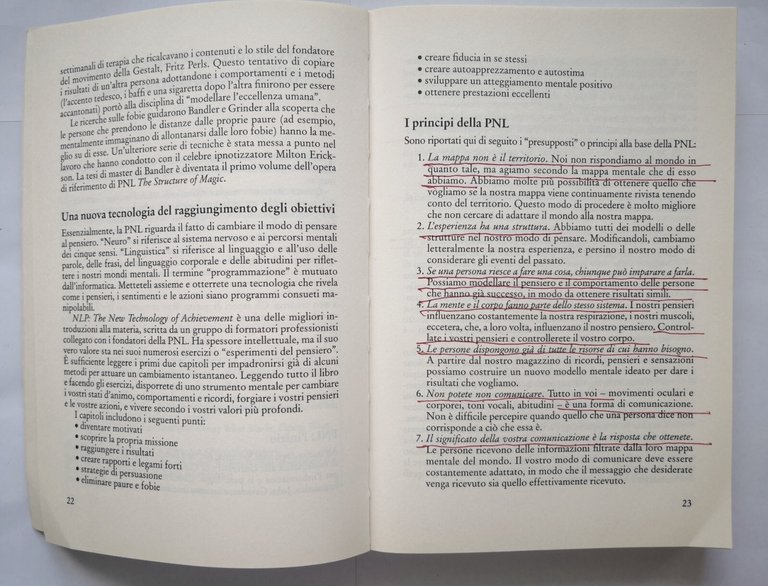 settimanali di terapia che ricalcavano i contenuti e lo stile del fondatore
del movimento della Gestalt, Fritz Perls. Questo tentativo di copiare
i risultati di un'altra persona adottandone i comportamenti e i metodi
(l'accento tedesco, i baffi e una sigaretta dopo l'altra finirono per essere
accantonati) portò alla disciplina di "modellare l'eccellenza umana".
Le ricerche sulle fobie guidarono Bandler e Grinder alla scoperta che
le persone che prendono le distanze dalle proprie paure (ad esempio,
mentalmente immaginano di allontanarsi dalle loro fobie) hanno la me-
glio su di esse. Un'ulteriore serie di tecniche è stata messa a punto nel
lavoro che hanno condotto con il celebre ipnotizzatore Milton Erick-
son. La tesi di master di Bandler è diventata il primo volume dell'opera
di riferimento di PNL The Structure of Magic.
Una nuova tecnologia del raggiungimento degli obiettivi
Essenzialmente, la PNL riguarda il fatto di cambiare il modo di pensare
al pensiero. "Neuro" si riferisce al sistema nervoso e ai percorsi mentali
dei cinque sensi. "Linguistica" si riferisce al linguaggio e all'uso delle
parole, delle frasi, del linguaggio corporale e delle abitudini per riflet-
tere i nostri mondi mentali. Il termine "programmazione" è mutuato
dall'informatica. Metteteli assieme e otterrete una tecnologia che rivela
come i pensieri, i sentimenti e le azioni siano programmi consueti ma-
nipolabili.
NLP: The New Technology of Achievement è una delle migliori in-
troduzioni alla materia, scritta da un gruppo di formatori professionisti
collegato con i fondatori della PNL. Ha spessore intellettuale, ma il suo
vero valore sta nei suoi numerosi esercizi o "esperimenti del pensiero".
È sufficiente leggere i primi due capitoli per impadronirsi già di alcuni
metodi per attuare un cambiamento istantaneo. Leggendo tutto il libro
e facendo gli esercizi, disporrete di uno strumento mentale per cambiare
i vostri stati d'animo, comportamenti e ricordi, forgiare i vostri pensieri
e le vostre azioni, e vivere secondo i vostri valori più profondi.
I capitoli includono i seguenti punti:
• diventare motivati
• scoprire la propria missione
• raggiungere i risultati
• creare rapporti e legami forti
• strategie di persuasione
• eliminare paure e fobie
22
• creare fiducia in se stessi
• creare autoapprezzamento e autostima
• sviluppare un atteggiamento mentale positivo
• ottenere prestazioni eccellenti
I principi della PNL
Sono riportati qui di seguito i "presupposti" o principi alla base della PNL:
1. La mappa non è il territorio. Noi non rispondiamo al mondo in
quanto tale, ma agiamo secondo la mappa mentale che di esso
abbiamo. Abbiamo molte più possibilità di ottenere quello che
vogliamo se la nostra mappa viene continuamente rivista tenendo
conto del territorio. Questo modo di procedere è molto migliore
che non cercare di adattare il mondo alla nostra mappa.
2. L'esperienza ha una struttura. Abbiamo tutti dei modelli o delle
strutture nel nostro modo di pensare. Modificandoli, cambiamo
letteralmente la nostra esperienza, e persino il nostro modo di
considerare gli eventi del passato.
3. Se una persona riesce a fare una cosa, chiunque può imparare a farla.
Possiamo modellare il pensiero e il comportamento delle persone
che hanno già successo, in modo da ottenere risultati simili.
4. La mente e il corpo fanno parte dello stesso sistema. I nostri pensieri
influenzano costantemente la nostra respirazione, i nostri muscoli,
eccetera, che, a loro volta, influenzano il nostro pensiero. Control-
late i vostri pensieri e controllerete il vostro corpo.
5. Le persone dispongono già di tutte le risorse di cui hanno bisogno.
A partire dal nostro magazzino di ricordi, pensieri e sensazioni
possiamo costruire un nuovo modello mentale ideato per dare i
risultati che vogliamo.
6. Non potete non comunicare. Tutto in voi – movimenti oculari e
corporei, toni vocali, abitudini – è una forma di comunicazione.
Non è difficile percepire quando quello che una persona dice non
corrisponde a ciò che essa è.
7. Il significato della vostra comunicazione è la risposta che ottenete.
Le persone ricevono delle informazioni filtrate dalla loro mappa
mentale del mondo. Il vostro modo di comunicare deve essere
costantemente adattato, in modo che il messaggio che desiderate
venga ricevuto sia quello effettivamente ricevuto.
23